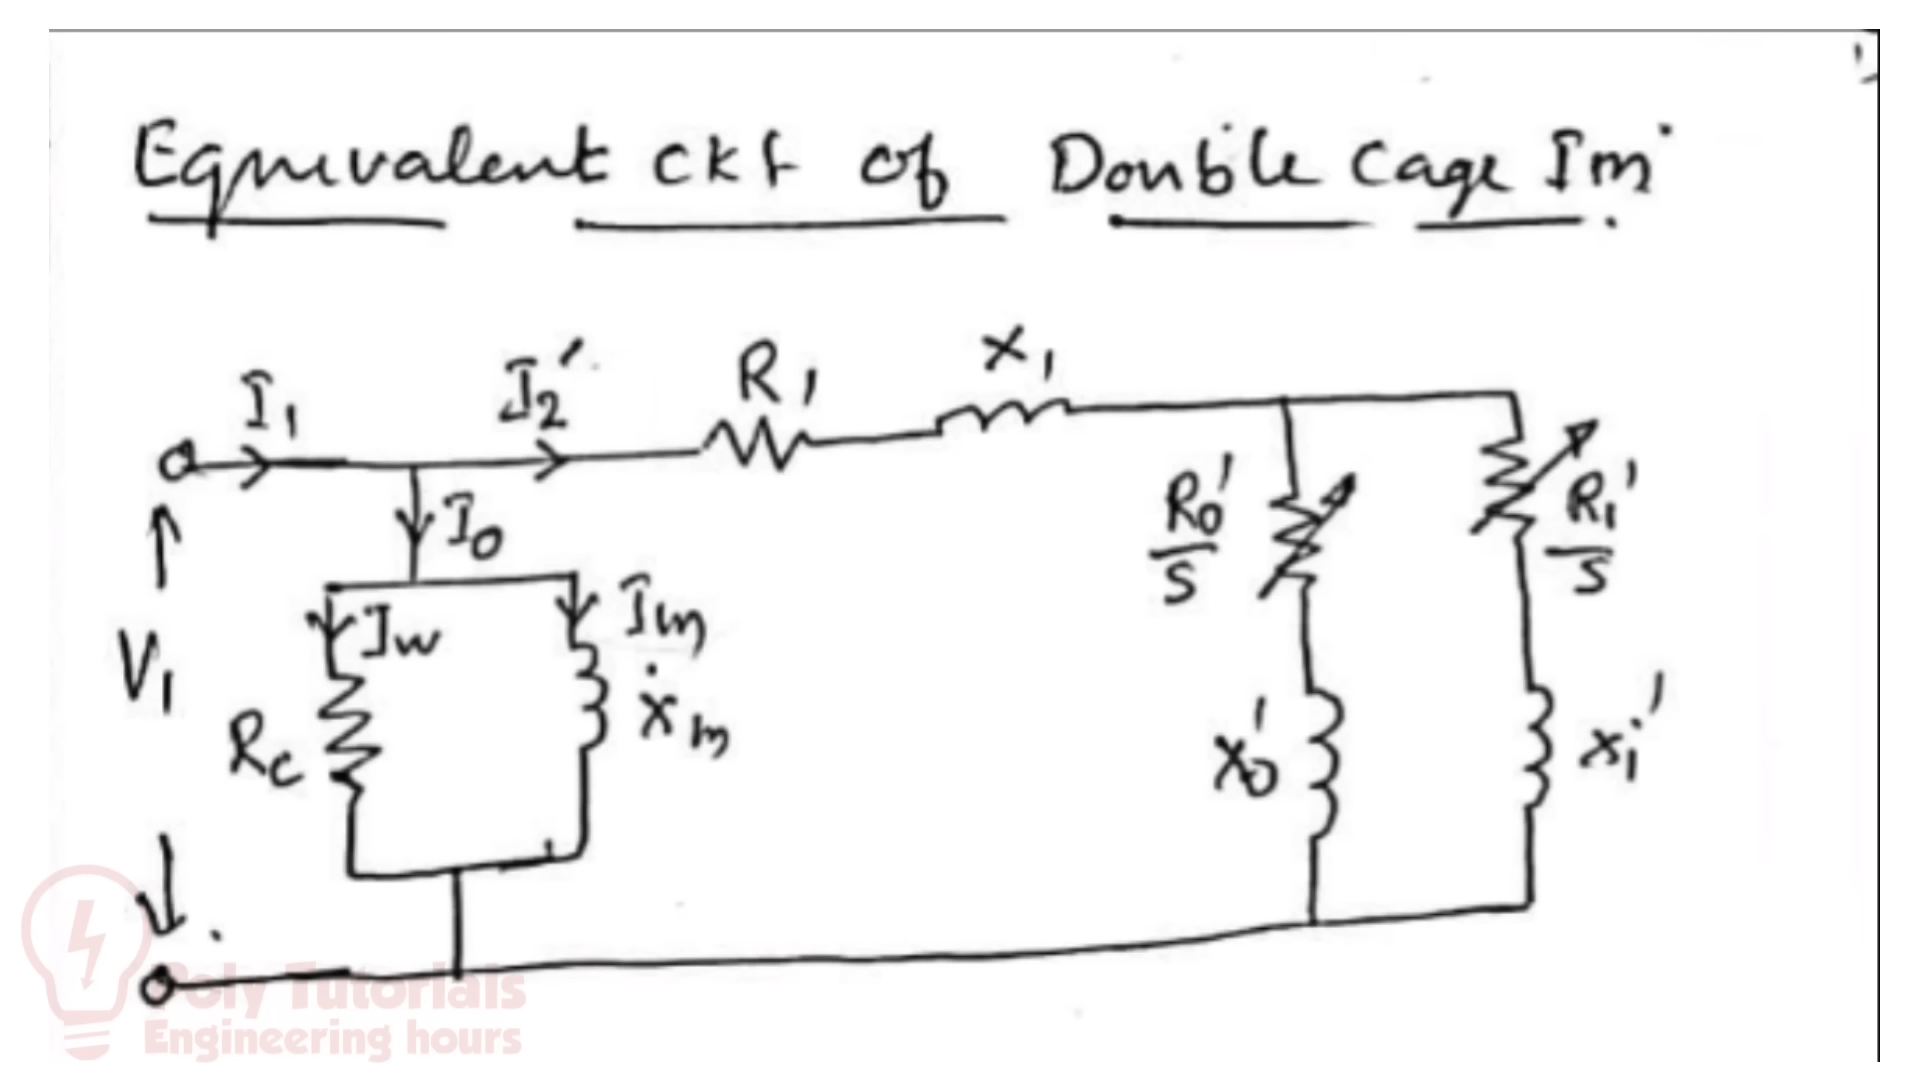 Equivalent ckt of Double Cage Im
I1
I2'
R1
X1
I0
R0'/S
R1'/S
V1
Iw
Im
Rc
Xm
X0'
Xi'
Poly Tutorials
Engineering hours